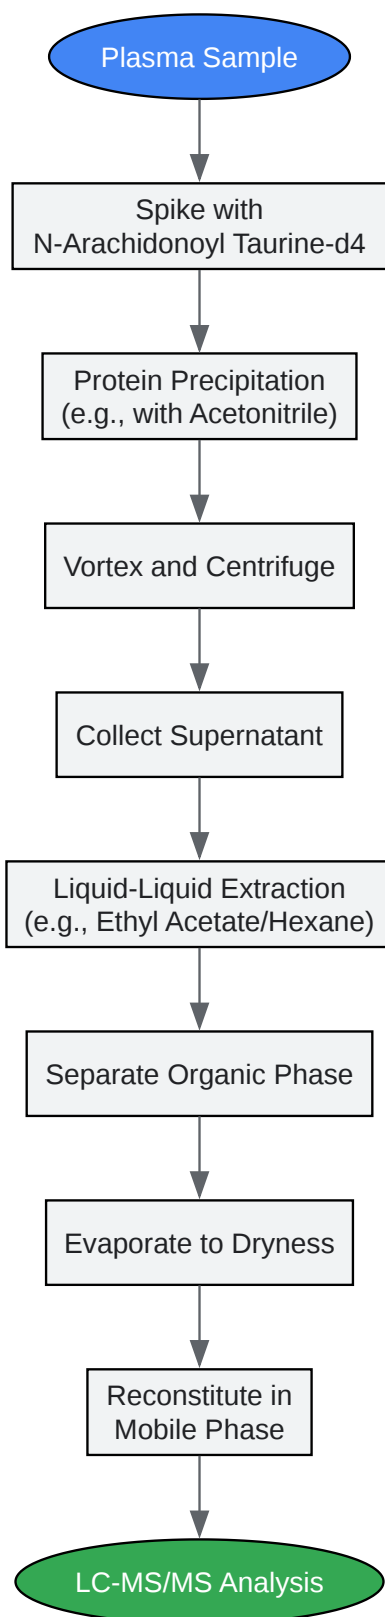 Plasma Sample
Spike with
N-Arachidonoyl Taurine-d4
Protein Precipitation
(e.g., with Acetonitrile)
Vortex and Centrifuge
Collect Supernatant
Liquid-Liquid Extraction
(e.g., Ethyl Acetate/Hexane)
Separate Organic Phase
Evaporate to Dryness
Reconstitute in
Mobile Phase
LC-MS/MS Analysis